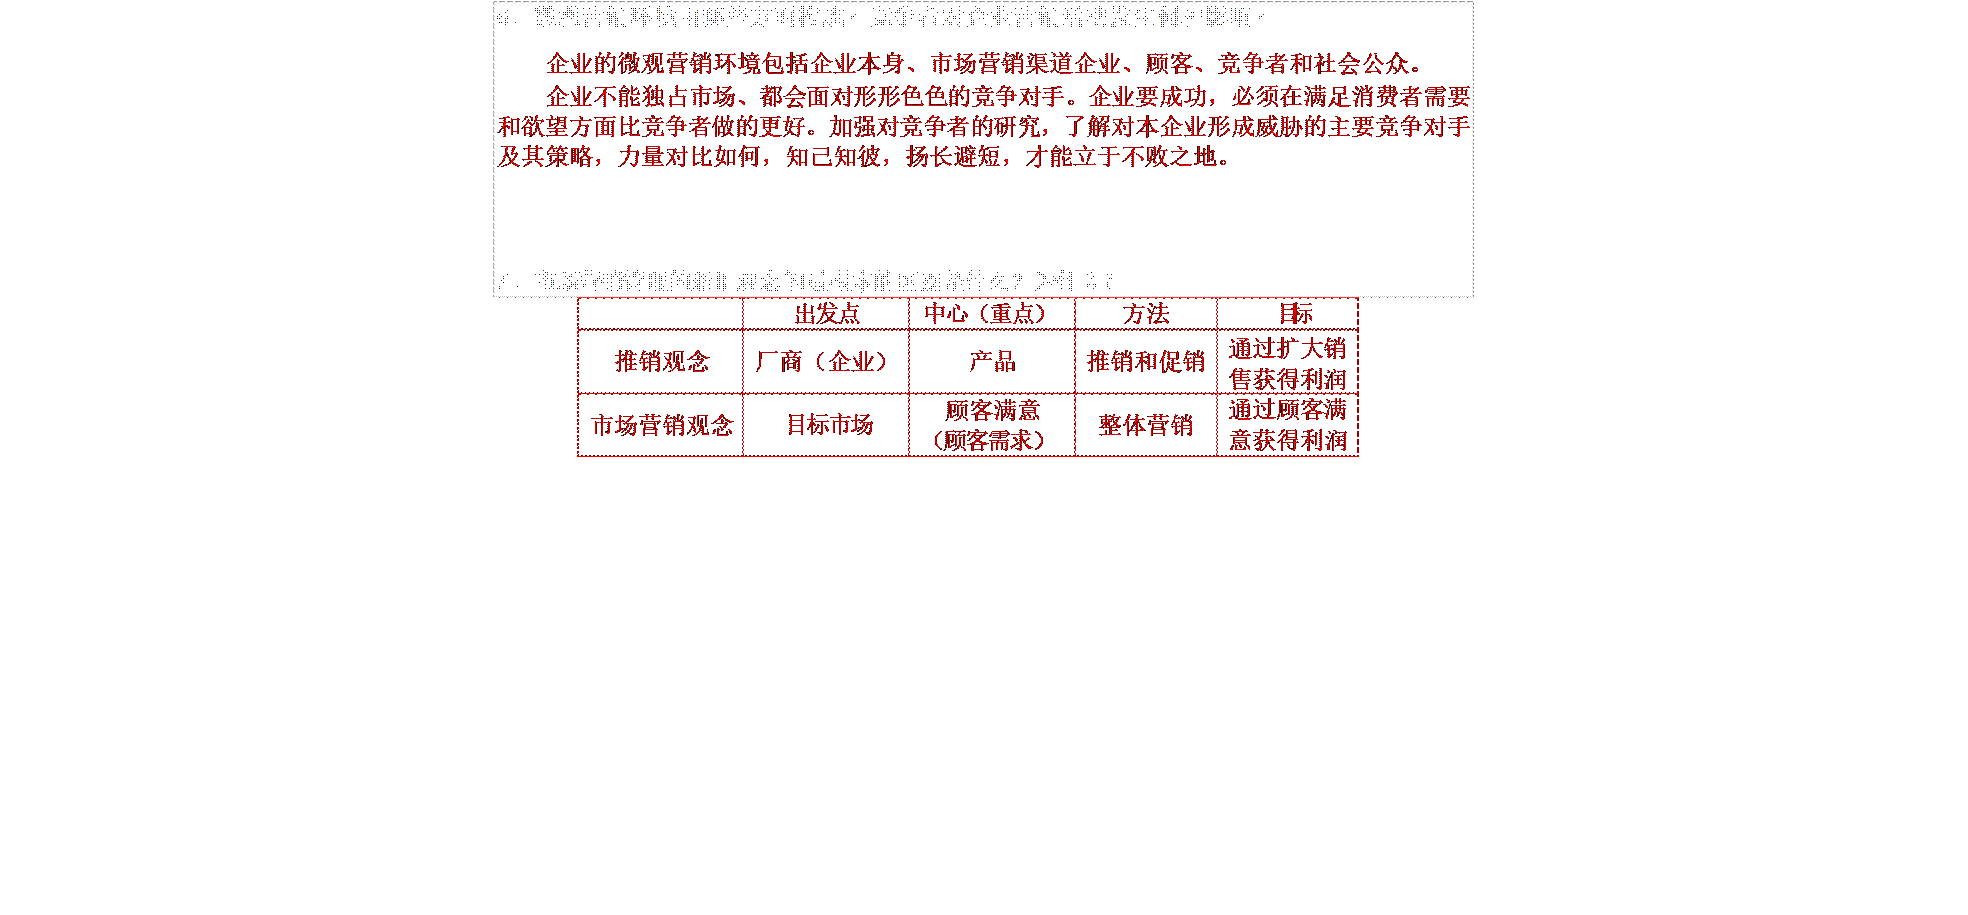 企业的微观营销环境包括企业本身、市场营销渠道企业、顾客、竞争者和社会公众。
企业不能独占市场、都会面对形形色色的竞争对手。企业要成功，必须在满足消费者需要
和欲望方面比竞争者做的更好。加强对竞争者的研究，了解对本企业形成威胁的主要竞争对手
及其策略，力量对比如何，知己知彼，扬长避短，才能立于不败之地。
出发点 中心（重点） 方法 目标
推销观念 厂商（企业） 产品 推销和促销 通过扩大销
售获得利润
市场营销观念 目标市场 顾客满意
（顾客需求） 整体营销 通过顾客满
意获得利润